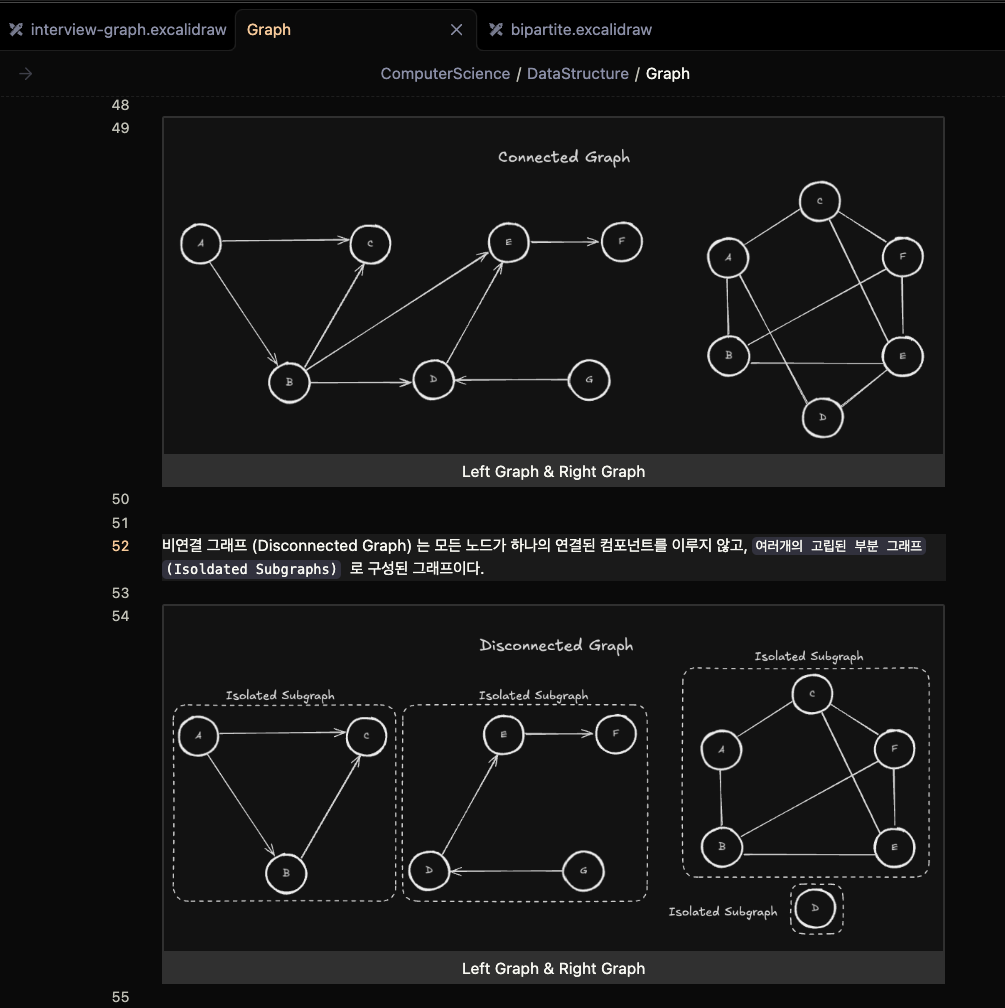 interview-graph.excalidraw
Graph
bipartite.excalidraw
ComputerScience / DataStructure / Graph
48
49
Connected Graph
A
C
E
F
B
D
G
C
A
F
B
E
D
Left Graph & Right Graph
50
51
52
비연결 그래프 (Disconnected Graph) 는 모든 노드가 하나의 연결된 컴포넌트를 이루지 않고, 여러개의 고립된 부분 그래프
(Isoldated Subgraphs) 로 구성된 그래프이다.
53
54
Disconnected Graph
Isolated Subgraph
A
C
B
Isolated Subgraph
E
F
D
G
Isolated Subgraph
C
A
F
B
E
Isolated Subgraph
D
Left Graph & Right Graph
55